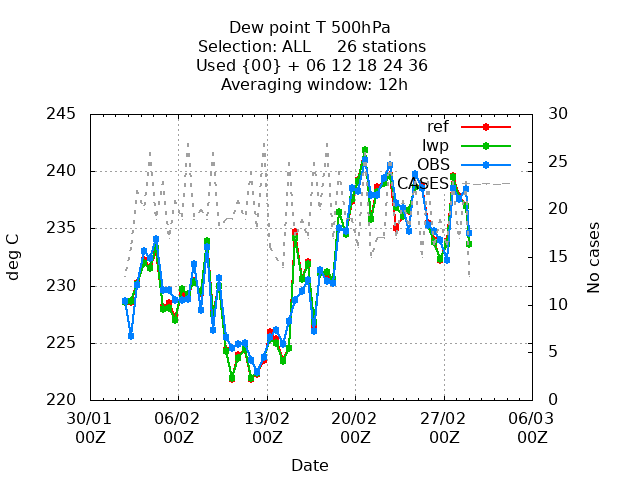 Dew point T 500hPa
Selection: ALL     26 stations
Used {00} + 06 12 18 24 36
Averaging window: 12h
245
240
235
230
225
220
deg C
30
25
20
15
10
5
0
No cases
ref
lwp
OBS
CASES
30/01 06/02 13/02 20/02 27/02 06/03
00Z 00Z 00Z 00Z 00Z 00Z
Date